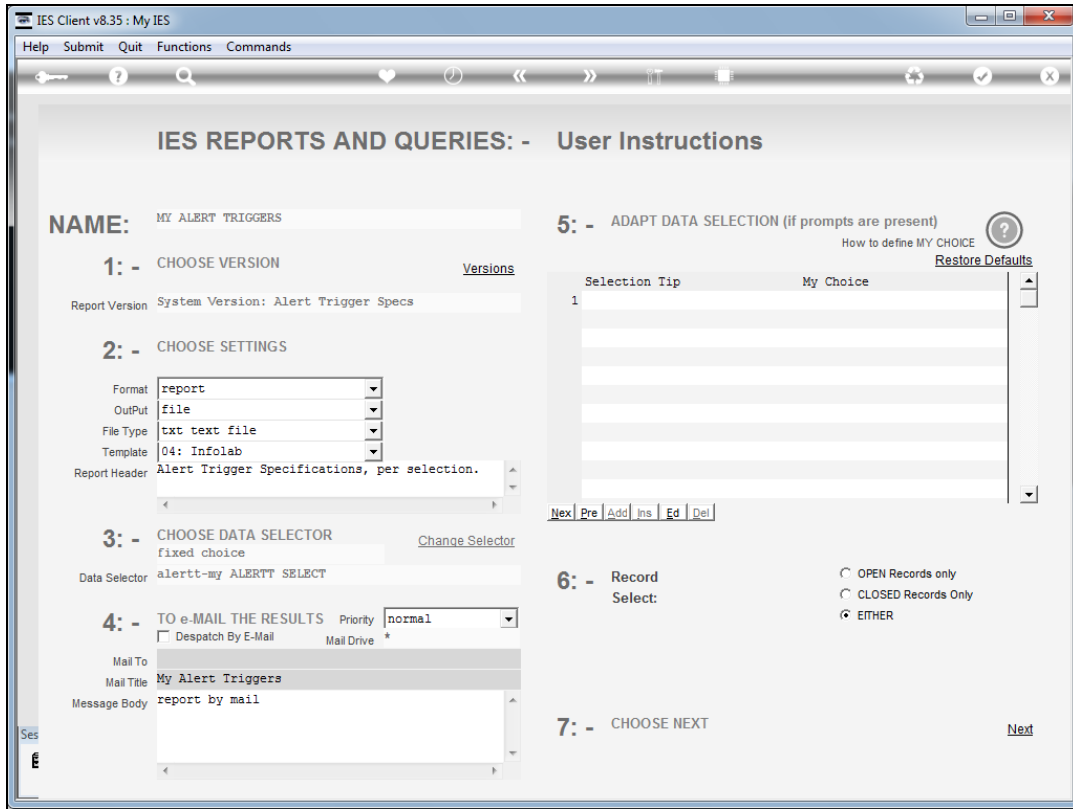 IES Client v8.35 : My IES
Help Submit Quit Functions Commands
IES REPORTS AND QUERIES: - User Instructions
NAME: MY ALERT TRIGGERS
1: - CHOOSE VERSION Versions
Report Version System Version: Alert Trigger Specs
2: - CHOOSE SETTINGS
Format report
OutPut file
File Type txt text file
Template 04: Infolab
Report Header Alert Trigger Specifications, per selection.
3: - CHOOSE DATA SELECTOR Change Selector
fixed choice
Data Selector alertt-my ALERTT SELECT
4: - TO e-MAIL THE RESULTS Priority normal
Despatch By E-Mail Mail Drive *
Mail To
Mail Title My Alert Triggers
Message Body report by mail
5: - ADAPT DATA SELECTION (if prompts are present)
How to define MY CHOICE ?
Restore Defaults
Selection Tip My Choice
1
Nex Pre Add Ins Ed Del
6: - Record Select:
OPEN Records only
CLOSED Records Only
EITHER
7: - CHOOSE NEXT Next
Ses